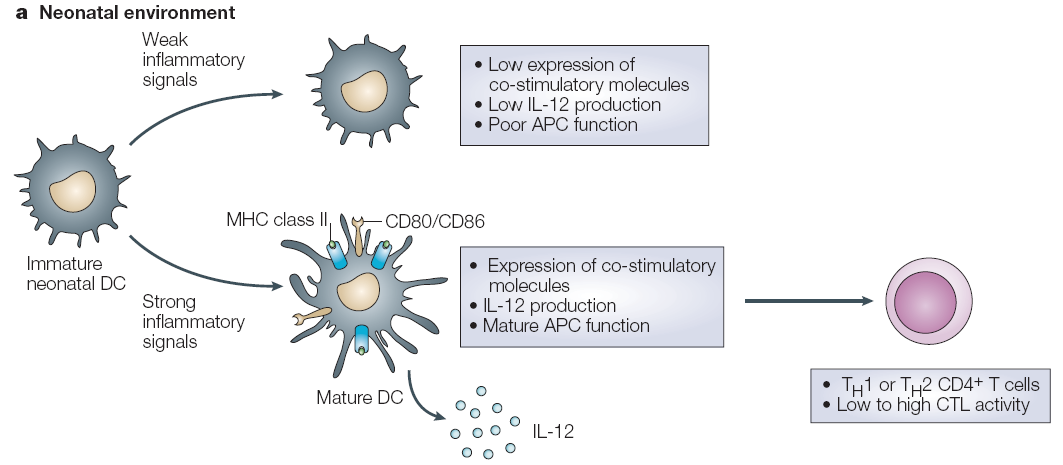 a Neonatal environment
Weak
inflammatory
signals
• Low expression of
co-stimulatory molecules
• Low IL-12 production
• Poor APC function
Immature
neonatal DC
MHC class II
CD80/CD86
Strong
inflammatory
signals
• Expression of co-stimulatory
molecules
• IL-12 production
• Mature APC function
Mature DC
IL-12
• TH1 or TH2 CD4+ T cells
• Low to high CTL activity